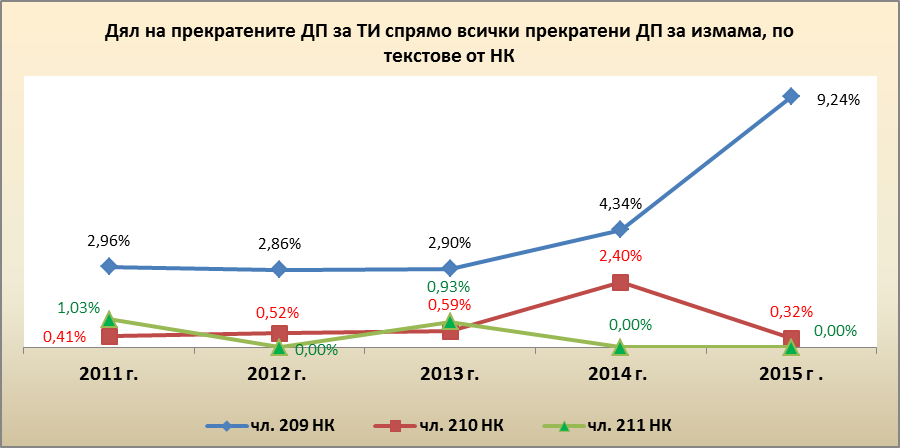 Дял на прекратените ДП за ТИ спрямо всички прекратени ДП за измама, по
текстове от НК
9,24%
4,34%
2,96%
2,86%
2,90%
2,40%
0,93%
1,03%
0,52%
0,59%
0,32%
0,41%
0,00%
0,00%
0,00%
2011 г.
2012 г.
2013 г.
2014 г.
2015 г .
чл. 209 НК
чл. 210 НК
чл. 211 НК